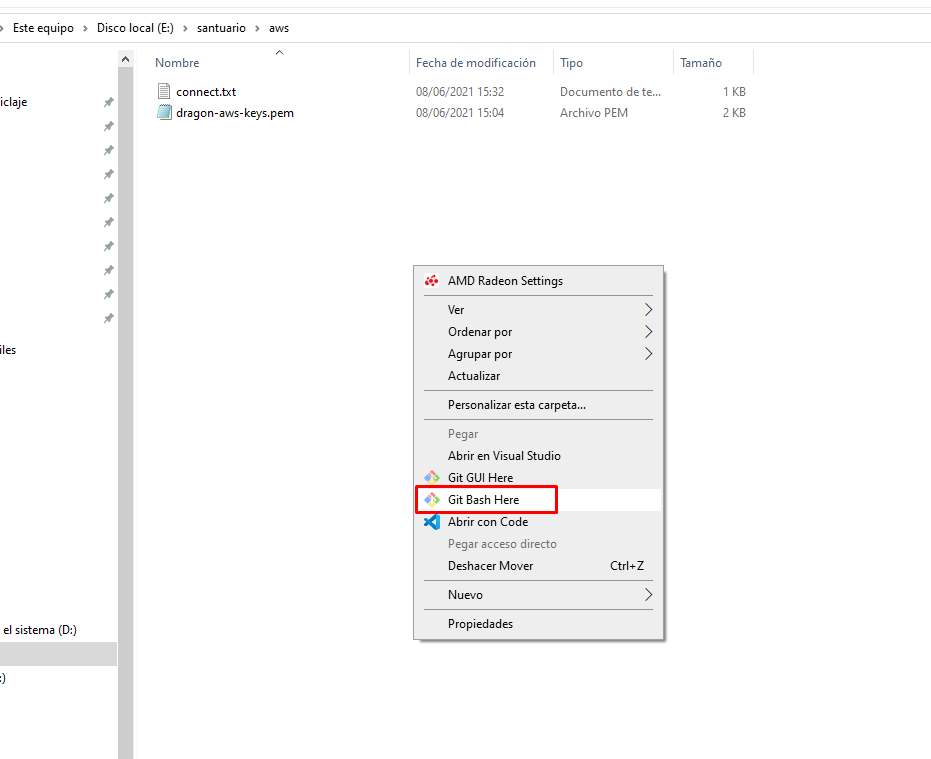 Este equipo > Disco local (E:) > santuario > aws
Nombre Fecha de modificación Tipo Tamaño
connect.txt 08/06/2021 15:32 Documento de te... 1 KB
dragon-aws-keys.pem 08/06/2021 15:04 Archivo PEM 2 KB
iclaje
iles
el sistema (D:)
:)
AMD Radeon Settings
Ver
Ordenar por
Agrupar por
Actualizar
Personalizar esta carpeta...
Pegar
Abrir en Visual Studio
Git GUI Here
Git Bash Here
Abrir con Code
Pegar acceso directo
Deshacer Mover Ctrl+Z
Nuevo
Propiedades